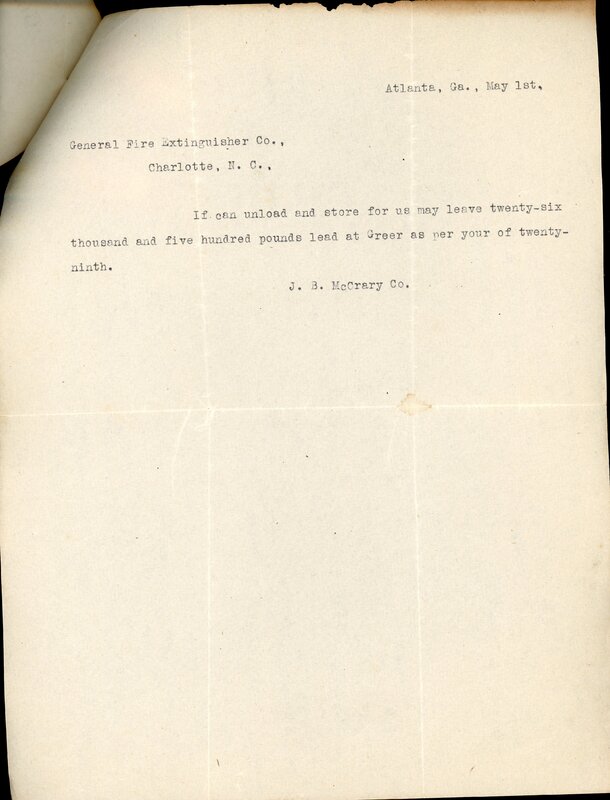 Atlanta, Ga., May 1st.
General Fire Extinguisher Co.,
Charlotte, N. C.,
If can unload and store for us may leave twenty-six
thousand and five hundred pounds lead at Greer as per your of twenty-
ninth.
J. B. McCrary Co.